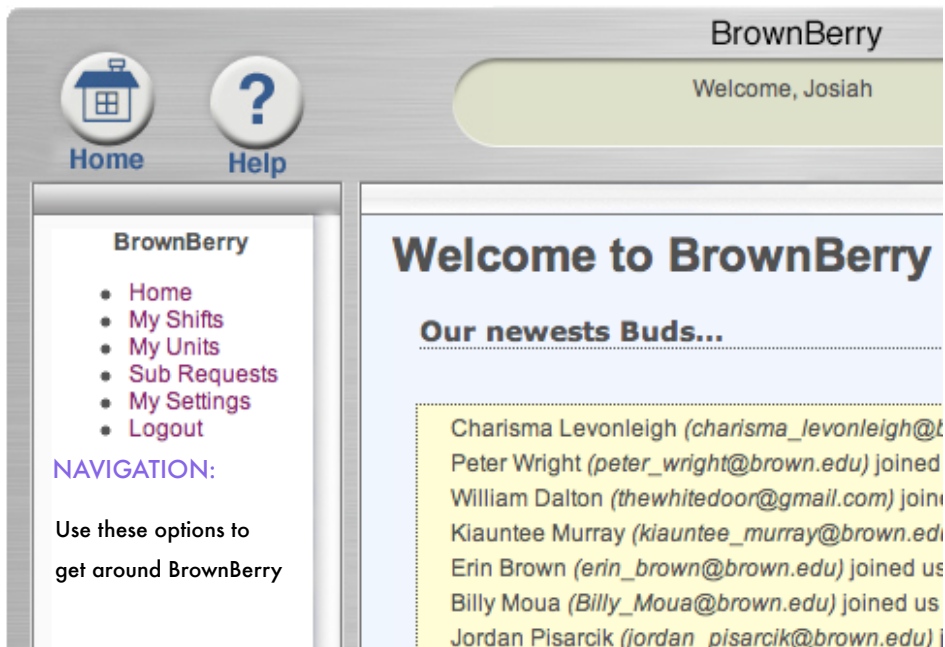 BrownBerry
Welcome, Josiah
Home
Help
BrownBerry
Home
My Shifts
My Units
Sub Requests
My Settings
Logout
NAVIGATION:
Use these options to
get around BrownBerry
Welcome to BrownBerry
Our newests Buds...
Charisma Levonleigh (charisma_levonleigh@b
Peter Wright (peter_wright@brown.edu) joined
William Dalton (thewhitedoor@gmail.com) joine
Kiauntee Murray (kiauntee_murray@brown.edu
Erin Brown (erin_brown@brown.edu) joined us
Billy Moua (Billy_Moua@brown.edu) joined us
Jordan Pisarcik (jordan_pisarcik@brown.edu) j